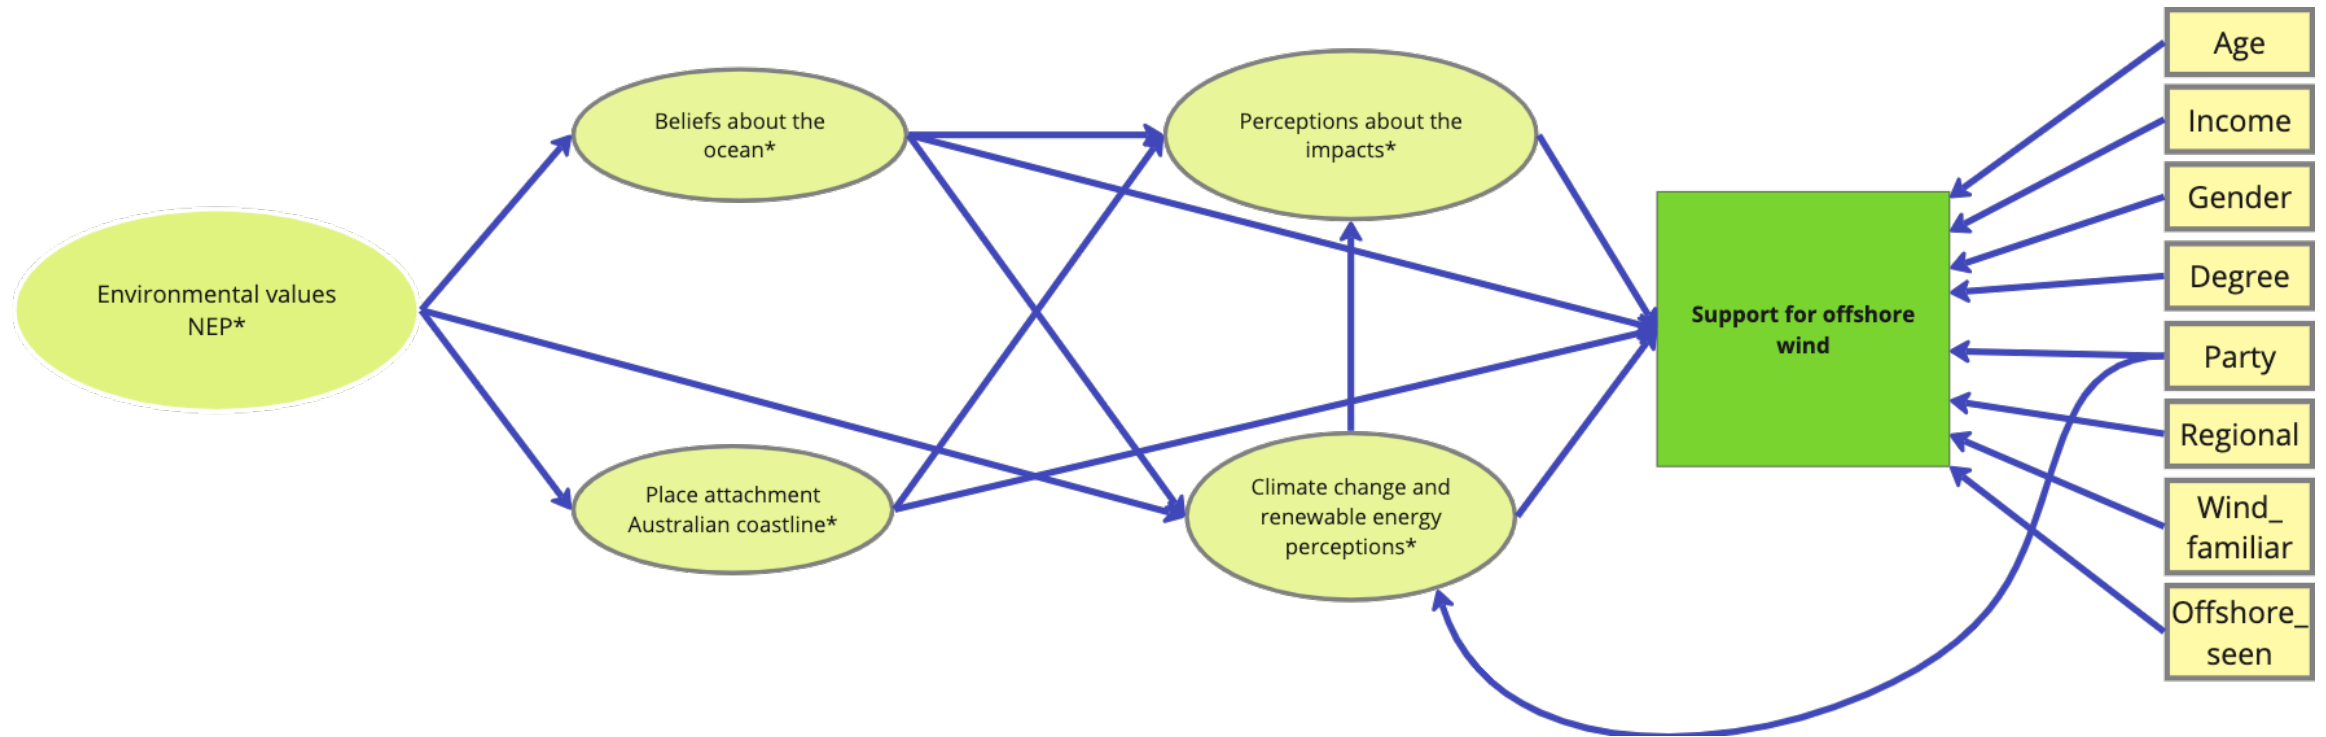 Environmental values
NEP*
Beliefs about the
ocean*
Place attachment
Australian coastline*
Perceptions about the
impacts*
Climate change and
renewable energy
perceptions*
Support for offshore
wind
Age
Income
Gender
Degree
Party
Regional
Wind_
familiar
Offshore_
seen